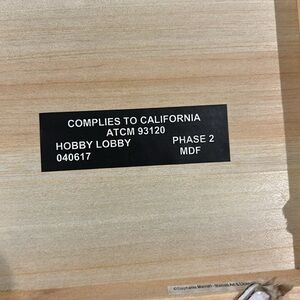 COMPLIES TO CALIFORNIA
ATCM 93120
HOBBY LOBBY PHASE 2
040617 MDF